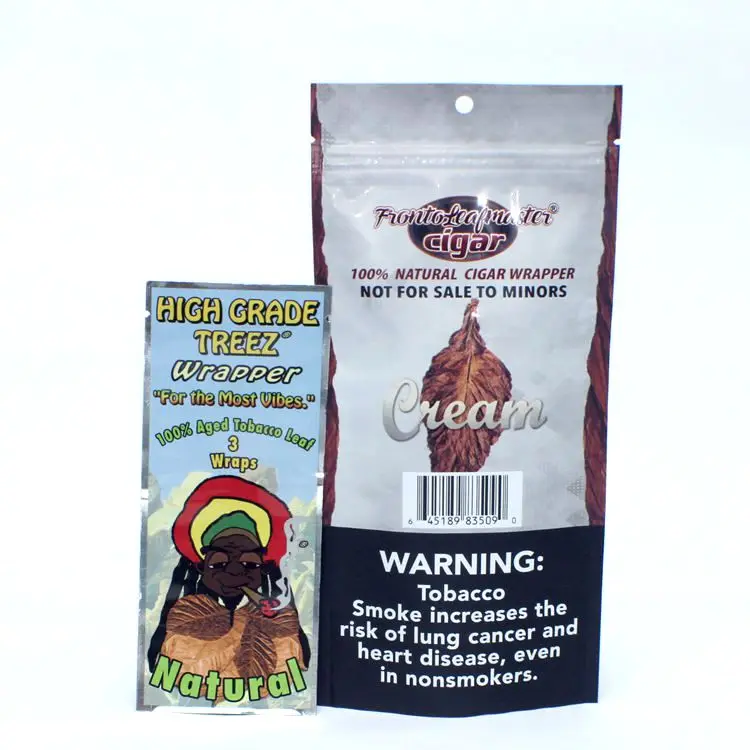 HIGH GRADE
TREEZ®
Wrapper
"For the Most Vibes."
100% Aged Tobacco Leaf
3
Wraps
Natural
FrontoLeafmaster®
cigar
100% NATURAL CIGAR WRAPPER
NOT FOR SALE TO MINORS
Cream
6 45189 83509 0
WARNING:
Tobacco
Smoke increases the
risk of lung cancer and
heart disease, even
in nonsmokers.